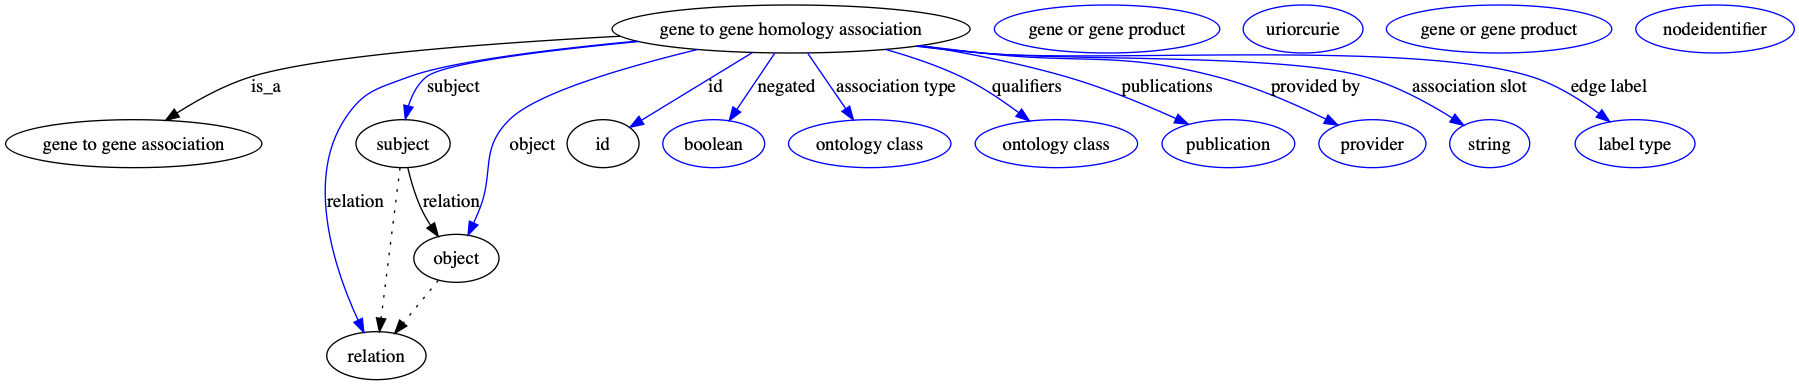 gene to gene homology association
gene or gene product
uriorcurie
gene or gene product
nodeidentifier
is_a
subject
id
negated
association type
qualifiers
publications
provided by
association slot
edge label
gene to gene association
subject
object
id
boolean
ontology class
ontology class
publication
provider
string
label type
relation
relation
object
relation